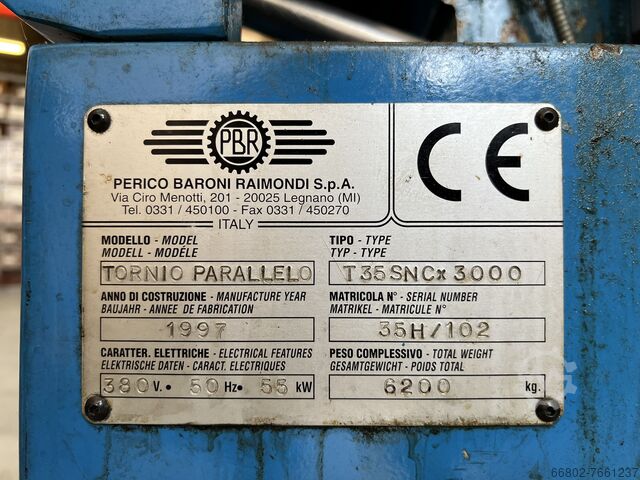 PBR
PERICO BARONI RAIMONDI S.p.A.
Via Ciro Menotti, 201 - 20025 Legnano (MI)
Tel. 0331 / 450100 - Fax 0331 / 450270
ITALY
CE
MODELLO - MODEL
MODELL - MODÈLE
TORNIO PARALLELO
TIPO - TYPE
TYP - TYPE
T35SNCx3000
ANNO DI COSTRUZIONE - MANUFACTURE YEAR
BAUJAHR - ANNEE DE FABRICATION
1997
MATRICOLA N° - SERIAL NUMBER
MATRIKEL - MATRICULE N°
35H/102
CARATTER. ELETTRICHE - ELECTRICAL FEATURES
ELEKTRISCHE DATEN - CARACT. ELECTRIQUES
380 V. • 50 Hz • 55 kW
PESO COMPLESSIVO - TOTAL WEIGHT
GESAMTGEWICHT - POIDS TOTAL
6200 kg.
66802-7661237